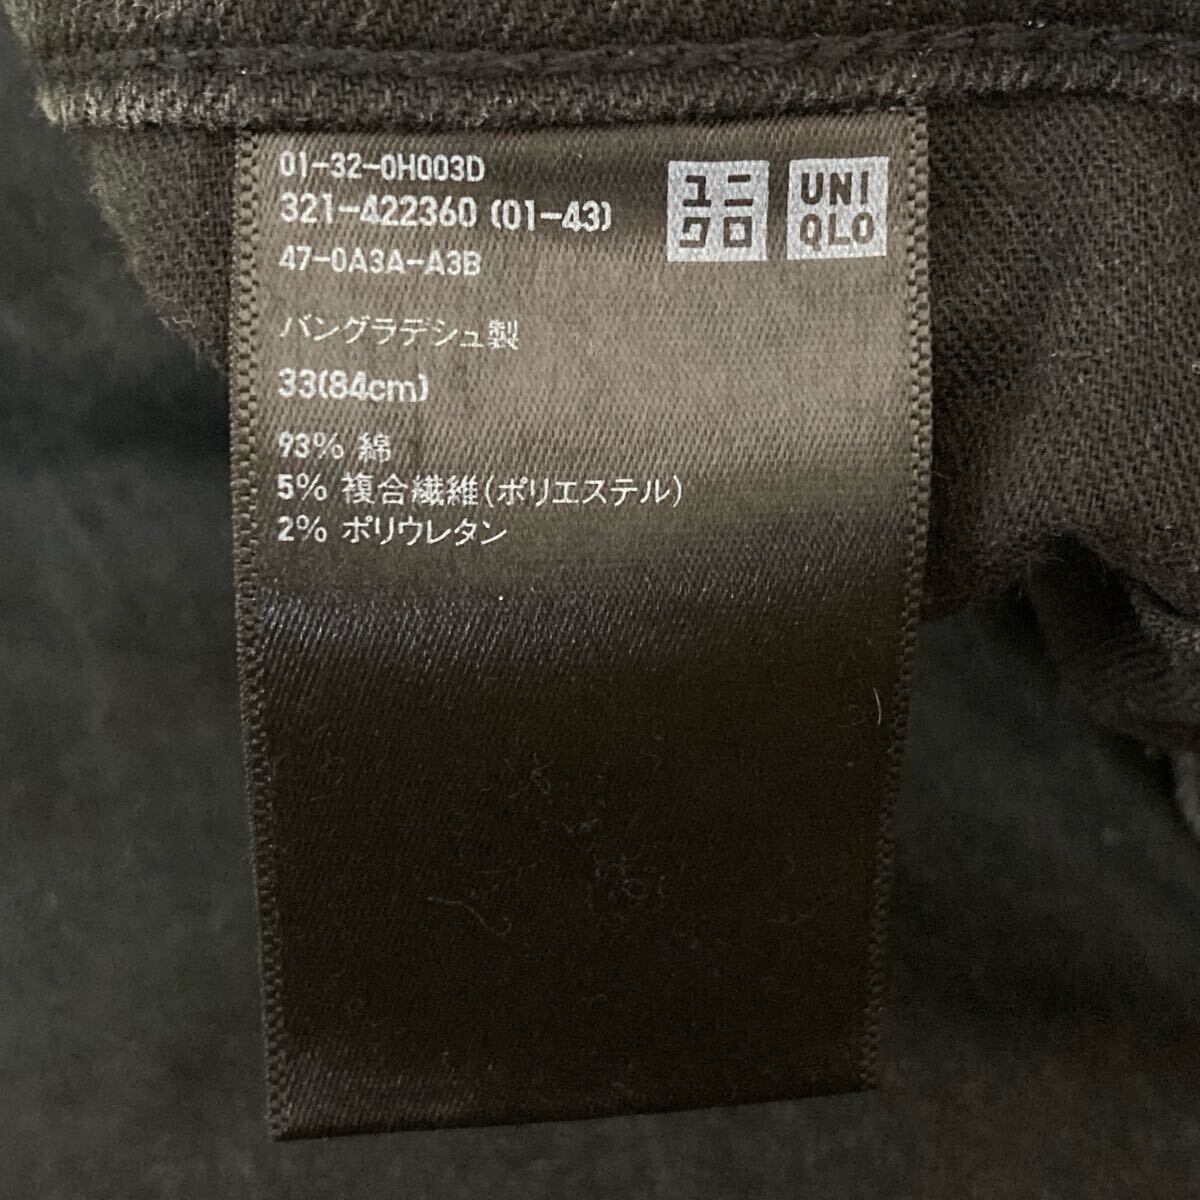 01-32-0HQ03D
321-422360 (01-43)
47-0A3A-A3B
ユニ
クロ
UNI
QLO
バングラデシュ製
33(84cm)
93% 綿
5% 複合繊維(ポリエステル)
2% ポリウレタン